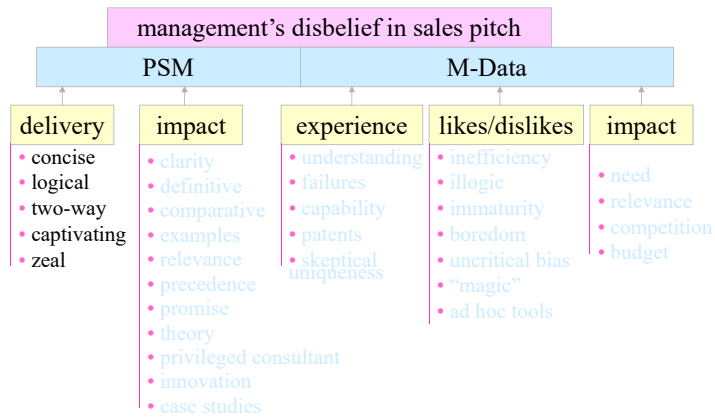 management’s disbelief in sales pitch
PSM
M-Data
delivery
• concise
• logical
• two-way
• captivating
• zeal
impact
• clarity
• definitive
• comparative
• examples
• relevance
• precedence
• promise
• theory
• privileged consultant
• innovation
• case studies
experience
• understanding
• failures
• capability
• patents
• skeptical
uniqueness
likes/dislikes
• inefficiency
• illogic
• immaturity
• boredom
• uncritical bias
• “magic”
• ad hoc tools
impact
• need
• relevance
• competition
• budget